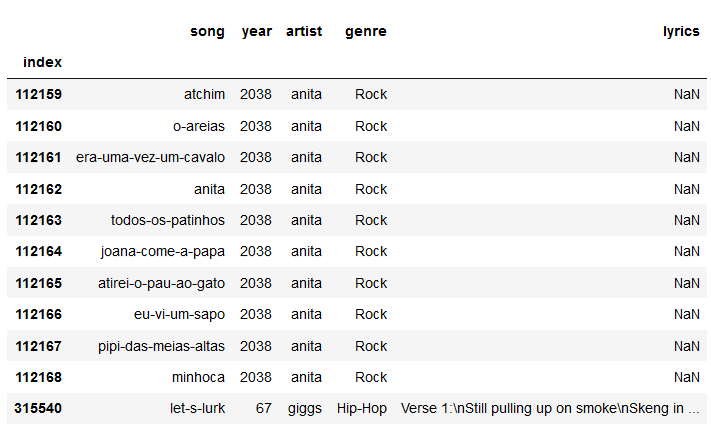 song year artist genre lyrics
index
112159 atchim 2038 anita Rock NaN
112160 o-areias 2038 anita Rock NaN
112161 era-uma-vez-um-cavalo 2038 anita Rock NaN
112162 anita 2038 anita Rock NaN
112163 todos-os-patinhos 2038 anita Rock NaN
112164 joana-come-a-papa 2038 anita Rock NaN
112165 atirei-o-pau-ao-gato 2038 anita Rock NaN
112166 eu-vi-um-sapo 2038 anita Rock NaN
112167 pipi-das-meias-altas 2038 anita Rock NaN
112168 minhoca 2038 anita Rock NaN
315540 let-s-lurk 67 giggs Hip-Hop Verse 1:\nStill pulling up on smoke\nSkeng in ...